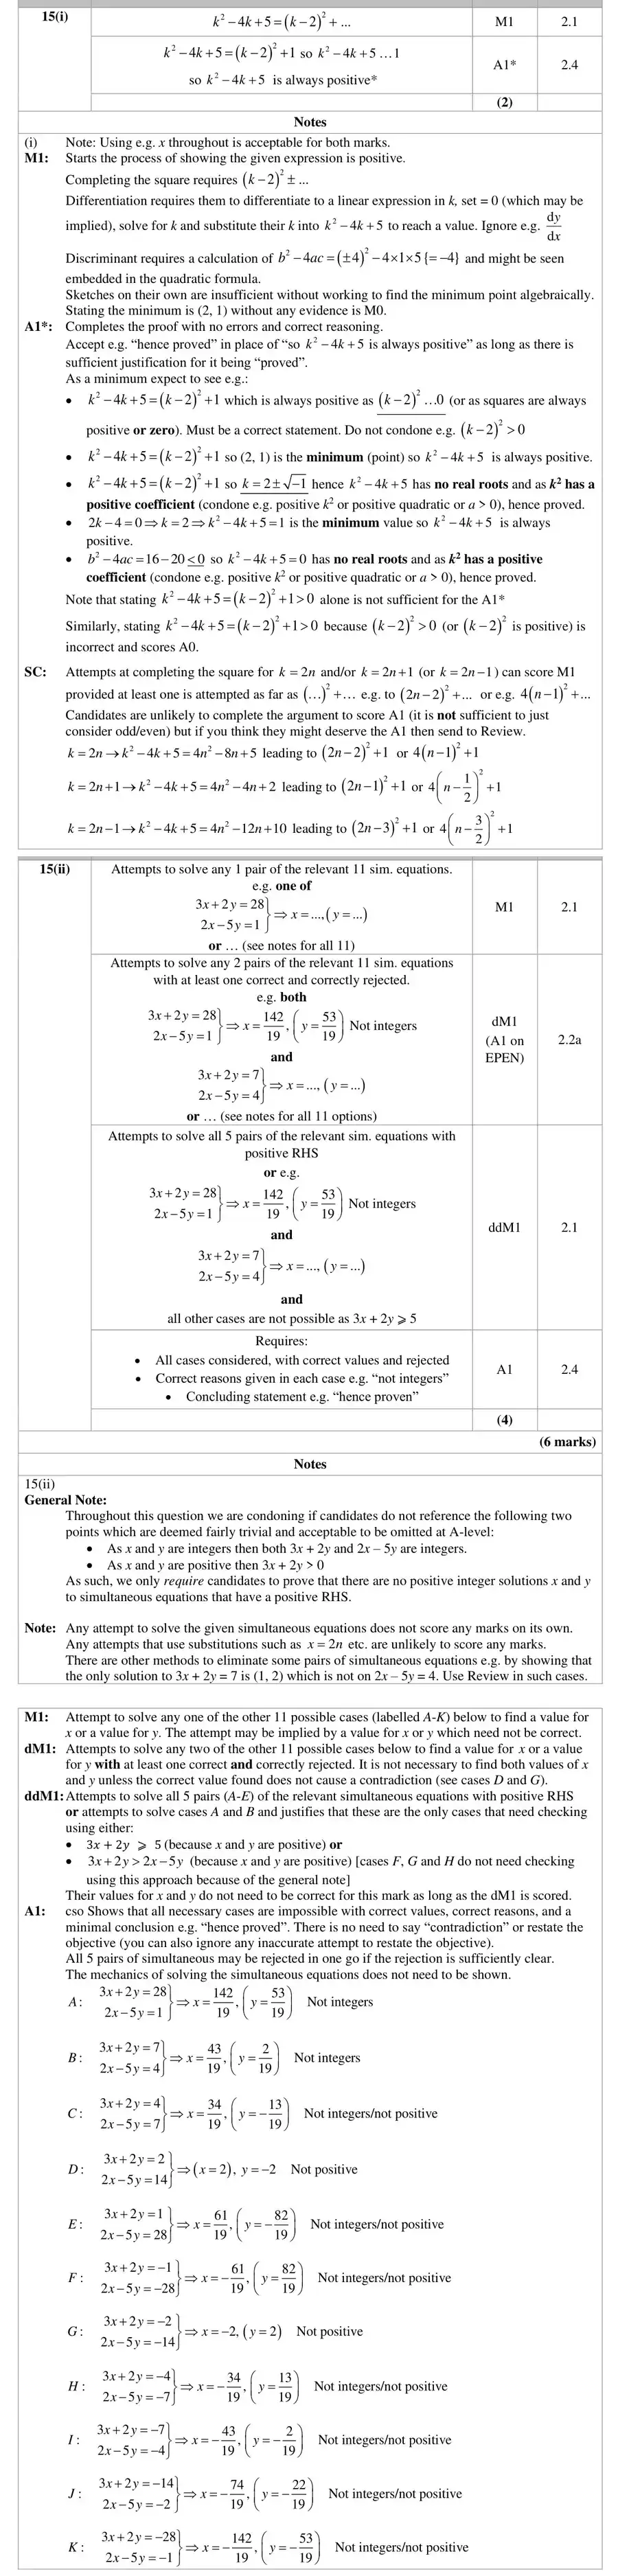 15(i)
k² − 4k + 5 = (k − 2)² + ...
M1
2.1
k² − 4k + 5 = (k − 2)² + 1 so k² − 4k + 5 …1
so k² − 4k + 5 is always positive*
A1*
2.4
(2)
Notes
(i) Note: Using e.g. x throughout is acceptable for both marks.
M1: Starts the process of showing the given expression is positive.
Completing the square requires (k − 2)² ± ...
Differentiation requires them to differentiate to a linear expression in k, set = 0 (which may be
implied), solve for k and substitute their k into k² − 4k + 5 to reach a value. Ignore e.g. dy/dx
Discriminant requires a calculation of b² − 4ac = (±4)² − 4×1×5 {= −4} and might be seen
embedded in the quadratic formula.
Sketches on their own are insufficient without working to find the minimum point algebraically.
Stating the minimum is (2, 1) without any evidence is M0.
A1*: Completes the proof with no errors and correct reasoning.
Accept e.g. “hence proved” in place of “so k² − 4k + 5 is always positive” as long as there is
sufficient justification for it being “proved”.
As a minimum expect to see e.g.:
• k² − 4k + 5 = (k − 2)² + 1 which is always positive as (k − 2)² …0 (or as squares are always
positive or zero). Must be a correct statement. Do not condone e.g. (k − 2)² > 0
• k² − 4k + 5 = (k − 2)² + 1 so (2, 1) is the minimum (point) so k² − 4k + 5 is always positive.
• k² − 4k + 5 = (k − 2)² + 1 so k = 2 ± √−1 hence k² − 4k + 5 has no real roots and as k² has a
positive coefficient (condone e.g. positive k² or positive quadratic or a > 0), hence proved.
• 2k − 4 = 0 ⇒ k = 2 ⇒ k² − 4k + 5 = 1 is the minimum value so k² − 4k + 5 is always
positive.
• b² − 4ac = 16 − 20 < 0 so k² − 4k + 5 = 0 has no real roots and as k² has a positive
coefficient (condone e.g. positive k² or positive quadratic or a > 0), hence proved.
Note that stating k² − 4k + 5 = (k − 2)² + 1 > 0 alone is not sufficient for the A1*
Similarly, stating k² − 4k + 5 = (k − 2)² + 1 > 0 because (k − 2)² > 0 (or (k − 2)² is positive) is
incorrect and scores A0.
SC: Attempts at completing the square for k = 2n and/or k = 2n + 1 (or k = 2n − 1) can score M1
provided at least one is attempted as far as (…)² + … e.g. to (2n − 2)² + ... or e.g. 4(n − 1)² + ...
Candidates are unlikely to complete the argument to score A1 (it is not sufficient to just
consider odd/even) but if you think they might deserve the A1 then send to Review.
k = 2n → k² − 4k + 5 = 4n² − 8n + 5 leading to (2n − 2)² + 1 or 4(n − 1)² + 1
k = 2n + 1 → k² − 4k + 5 = 4n² − 4n + 2 leading to (2n − 1)² + 1 or 4(n − 1/2)² + 1
k = 2n − 1 → k² − 4k + 5 = 4n² − 12n + 10 leading to (2n − 3)² + 1 or 4(n − 3/2)² + 1
15(ii)
Attempts to solve any 1 pair of the relevant 11 sim. equations.
e.g. one of
3x + 2y = 28
2x − 5y = 1 } ⇒ x = ..., (y = ...)
or … (see notes for all 11)
M1
2.1
Attempts to solve any 2 pairs of the relevant 11 sim. equations
with at least one correct and correctly rejected.
e.g. both
3x + 2y = 28
2x − 5y = 1 } ⇒ x = 142/19, (y = 53/19) Not integers
and
3x + 2y = 7
2x − 5y = 4 } ⇒ x = ..., (y = ...)
or … (see notes for all 11 options)
dM1
(A1 on
EPEN)
2.2a
Attempts to solve all 5 pairs of the relevant sim. equations with
positive RHS
or e.g.
3x + 2y = 28
2x − 5y = 1 } ⇒ x = 142/19, (y = 53/19) Not integers
and
3x + 2y = 7
2x − 5y = 4 } ⇒ x = ..., (y = ...)
and
all other cases are not possible as 3x + 2y ⩾ 5
ddM1
2.1
Requires:
• All cases considered, with correct values and rejected
• Correct reasons given in each case e.g. “not integers”
• Concluding statement e.g. “hence proven”
A1
2.4
(4)
(6 marks)
Notes
15(ii)
General Note:
Throughout this question we are condoning if candidates do not reference the following two
points which are deemed fairly trivial and acceptable to be omitted at A-level:
• As x and y are integers then both 3x + 2y and 2x – 5y are integers.
• As x and y are positive then 3x + 2y > 0
As such, we only require candidates to prove that there are no positive integer solutions x and y
to simultaneous equations that have a positive RHS.
Note: Any attempt to solve the given simultaneous equations does not score any marks on its own.
Any attempts that use substitutions such as x = 2n etc. are unlikely to score any marks.
There are other methods to eliminate some pairs of simultaneous equations e.g. by showing that
the only solution to 3x + 2y = 7 is (1, 2) which is not on 2x – 5y = 4. Use Review in such cases.
M1: Attempt to solve any one of the other 11 possible cases (labelled A-K) below to find a value for
x or a value for y. The attempt may be implied by a value for x or y which need not be correct.
dM1: Attempts to solve any two of the other 11 possible cases below to find a value for x or a value
for y with at least one correct and correctly rejected. It is not necessary to find both values of x
and y unless the correct value found does not cause a contradiction (see cases D and G).
ddM1: Attempts to solve all 5 pairs (A-E) of the relevant simultaneous equations with positive RHS
or attempts to solve cases A and B and justifies that these are the only cases that need checking
using either:
• 3x + 2y ⩾ 5 (because x and y are positive) or
• 3x + 2y > 2x − 5y (because x and y are positive) [cases F, G and H do not need checking
using this approach because of the general note]
Their values for x and y do not need to be correct for this mark as long as the dM1 is scored.
A1: cso Shows that all necessary cases are impossible with correct values, correct reasons, and a
minimal conclusion e.g. “hence proved”. There is no need to say “contradiction” or restate the
objective (you can also ignore any inaccurate attempt to restate the objective).
All 5 pairs of simultaneous may be rejected in one go if the rejection is sufficiently clear.
The mechanics of solving the simultaneous equations does not need to be shown.
A: 3x + 2y = 28
2x − 5y = 1 } ⇒ x = 142/19, (y = 53/19) Not integers
B: 3x + 2y = 7
2x − 5y = 4 } ⇒ x = 43/19, (y = 2/19) Not integers
C: 3x + 2y = 4
2x − 5y = 7 } ⇒ x = 34/19, (y = −13/19) Not integers/not positive
D: 3x + 2y = 2
2x − 5y = 14 } ⇒ (x = 2), y = −2 Not positive
E: 3x + 2y = 1
2x − 5y = 28 } ⇒ x = 61/19, (y = −82/19) Not integers/not positive
F: 3x + 2y = −1
2x − 5y = −28 } ⇒ x = −61/19, (y = 82/19) Not integers/not positive
G: 3x + 2y = −2
2x − 5y = −14 } ⇒ x = −2, (y = 2) Not positive
H: 3x + 2y = −4
2x − 5y = −7 } ⇒ x = −34/19, (y = 13/19) Not integers/not positive
I: 3x + 2y = −7
2x − 5y = −4 } ⇒ x = −43/19, (y = −2/19) Not integers/not positive
J: 3x + 2y = −14
2x − 5y = −2 } ⇒ x = −74/19, (y = −22/19) Not integers/not positive
K: 3x + 2y = −28
2x − 5y = −1 } ⇒ x = −142/19, (y = −53/19) Not integers/not positive